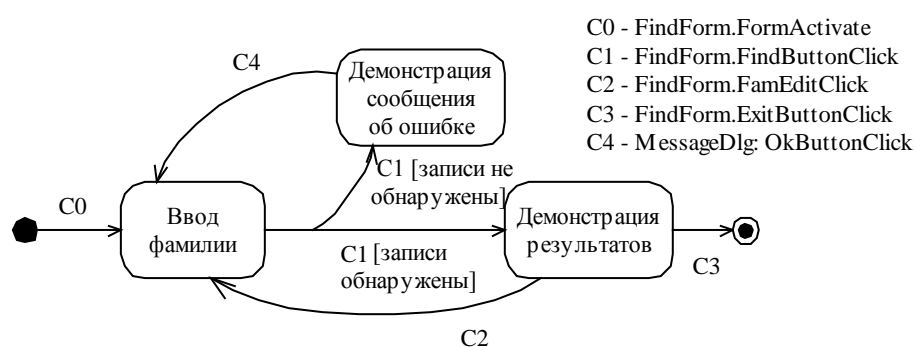 C0 - FindForm.FormActivate
C1 - FindForm.FindButtonClick
C2 - FindForm.FamEditClick
C3 - FindForm.ExitButtonClick
C4 - MessageDlg: OkButtonClick
C4
Демонстрация
сообщения
об ошибке
C1 [записи не
обнаружены]
C0
Ввод
фамилии
Демонстрация
результатов
C1 [записи
обнаружены]
C3
C2